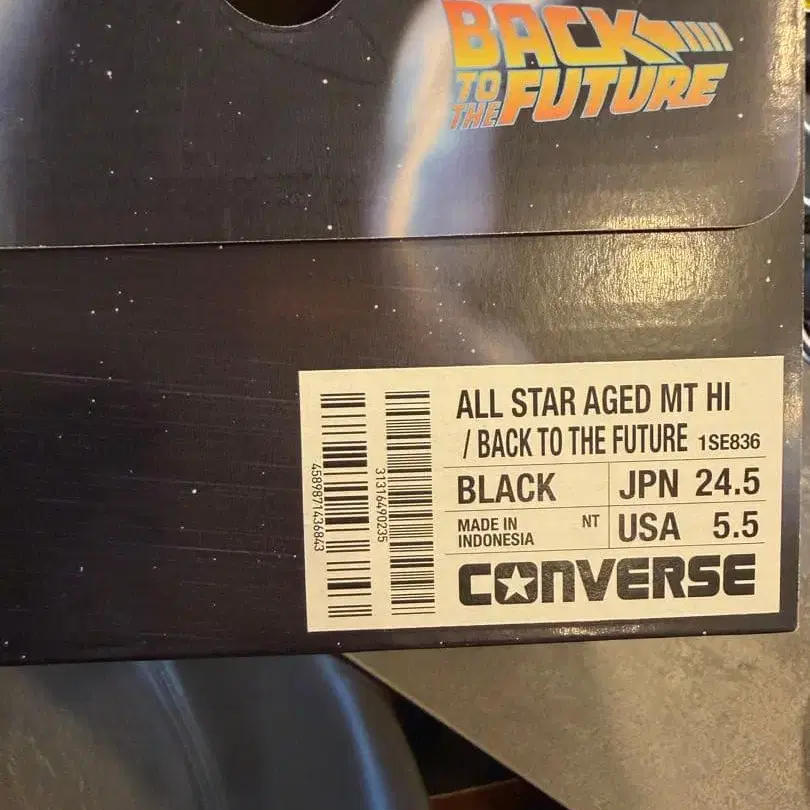 BACK
TO
THE FUTURE
ALL STAR AGED MT HI
/ BACK TO THE FUTURE 1SE836
BLACK
JPN 24.5
MADE IN
INDONESIA
NT
USA 5.5
CONVERSE
4589871436843
31316490235